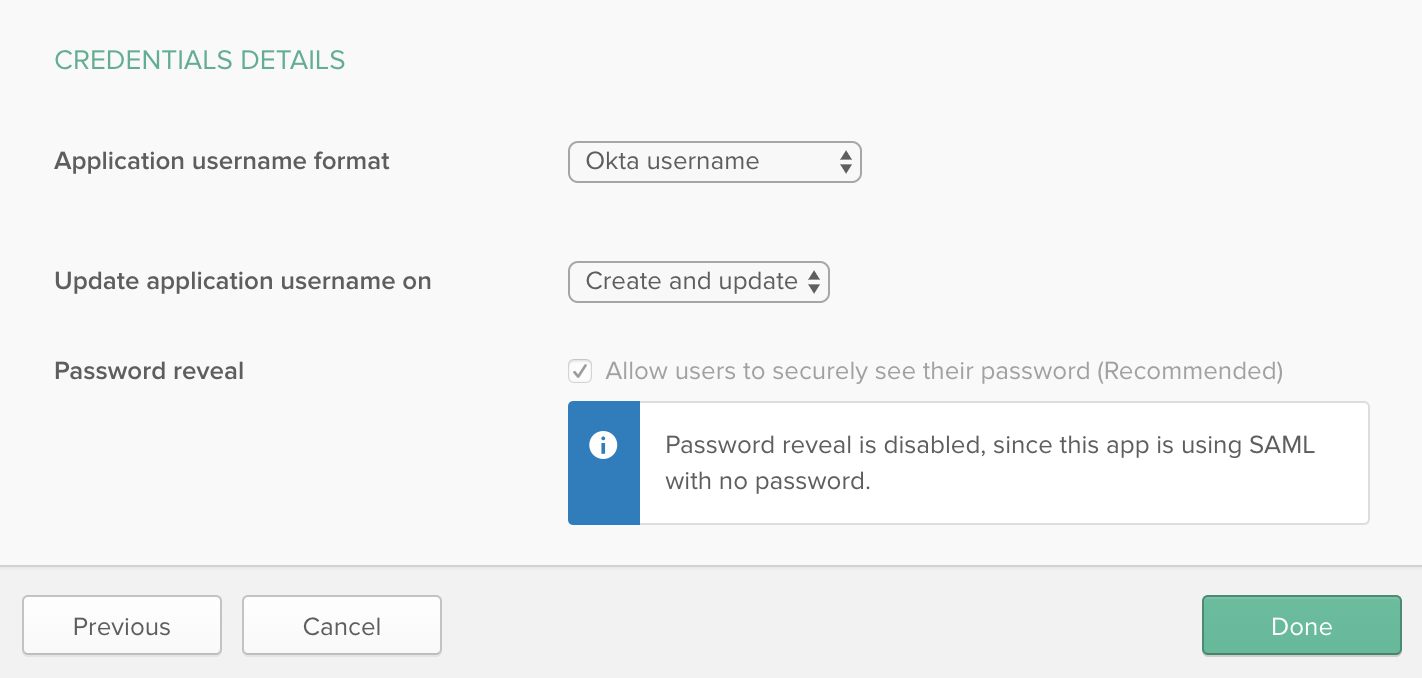 CREDENTIALS DETAILS
Application username format
Okta username
Update application username on
Create and update
Password reveal
Allow users to securely see their password (Recommended)
Password reveal is disabled, since this app is using SAML
with no password.
Previous
Cancel
Done